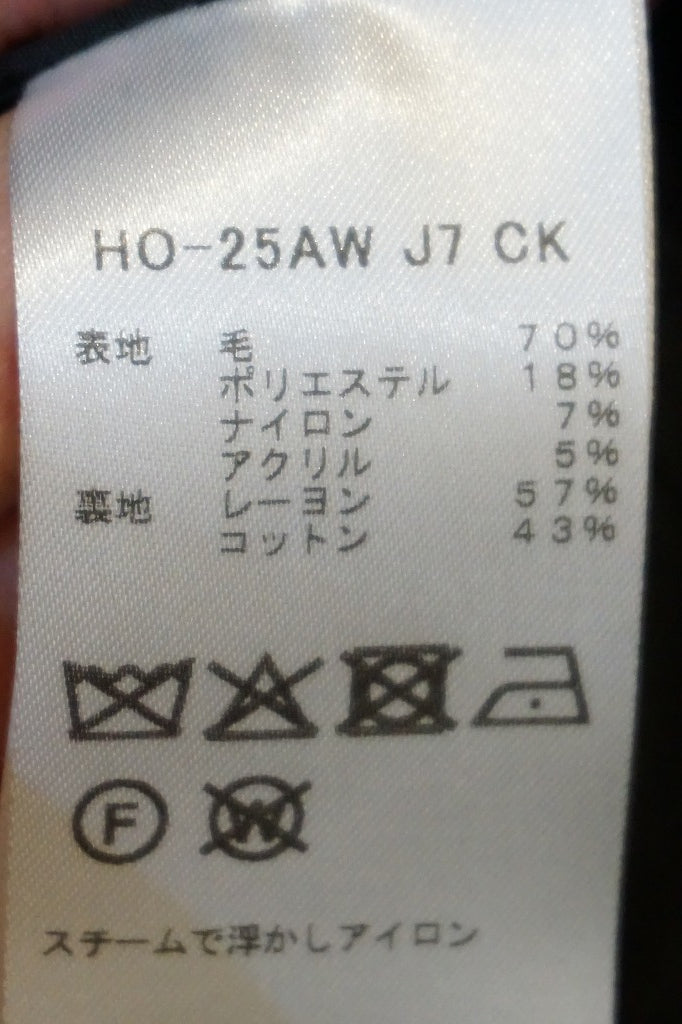 HO-25AW J7 CK
表地 毛 70%
ポリエステル 18%
ナイロン 7%
アクリル 5%
裏地 レーヨン 57%
コットン 43%
F W
スチームで浮かしアイロン